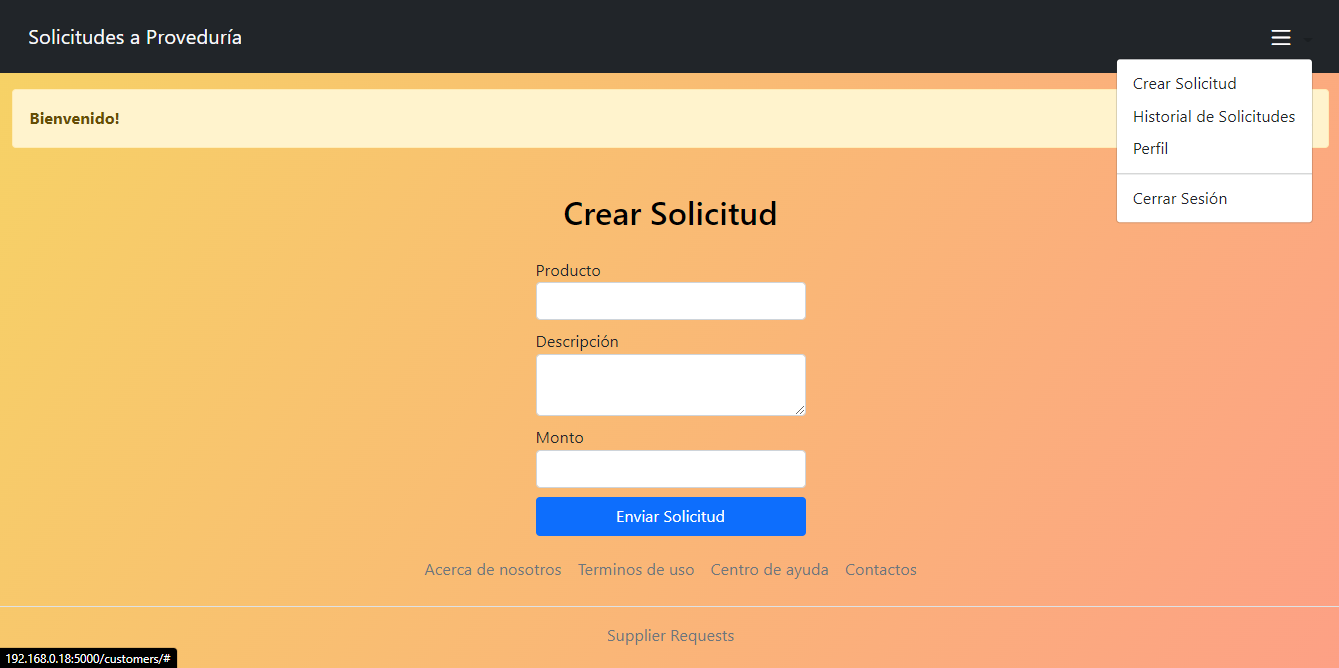 Solicitudes a Proveduría
Crear Solicitud
Historial de Solicitudes
Perfil
Cerrar Sesión
Bienvenido!
Crear Solicitud
Producto
Descripción
Monto
Enviar Solicitud
Acerca de nosotros Terminos de uso Centro de ayuda Contactos
Supplier Requests
192.168.0.18:5000/customers/#